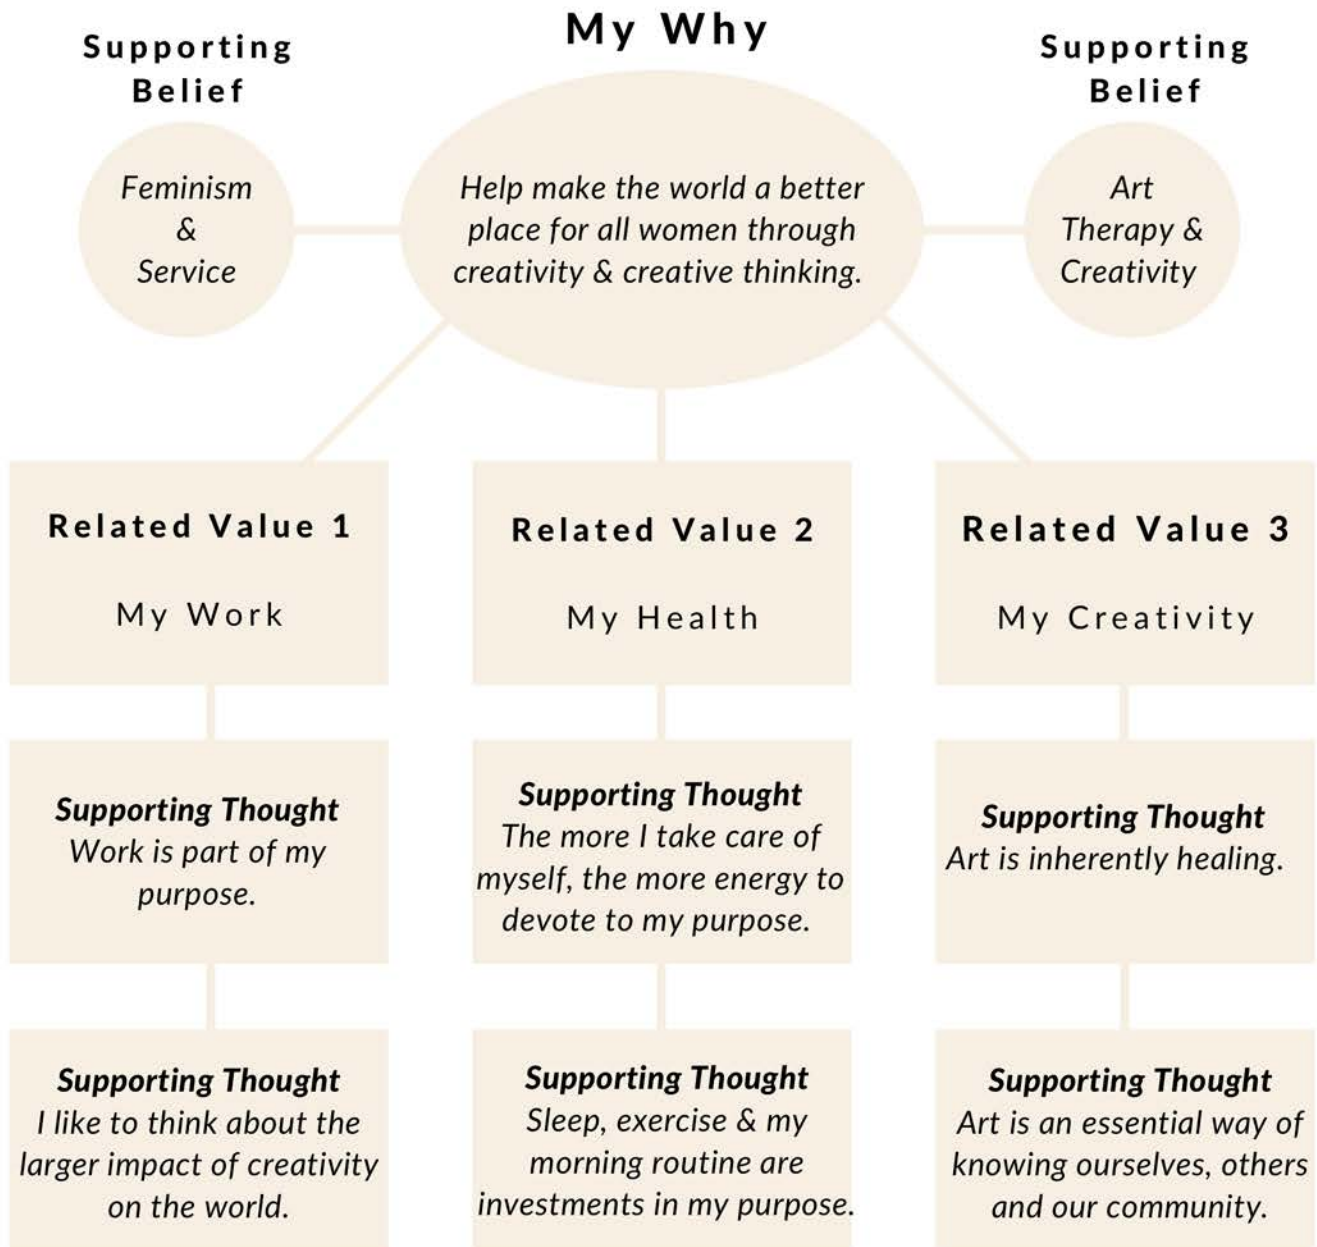 My Why
Supporting
Belief
Feminism
&
Service
Help make the world a better
place for all women through
creativity & creative thinking.
Supporting
Belief
Art
Therapy &
Creativity
Related Value 1
My Work
Supporting Thought
Work is part of my
purpose.
Supporting Thought
I like to think about the
larger impact of creativity
on the world.
Related Value 2
My Health
Supporting Thought
The more I take care of
myself, the more energy to
devote to my purpose.
Supporting Thought
Sleep, exercise & my
morning routine are
investments in my purpose.
Related Value 3
My Creativity
Supporting Thought
Art is inherently healing.
Supporting Thought
Art is an essential way of
knowing ourselves, others
and our community.